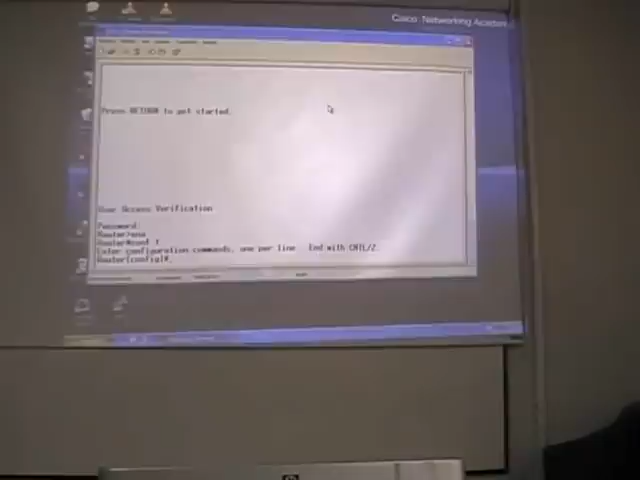 Cisco Networking Academ
Press RETURN to get started.
User Access Verification
Password:
Router>ena
Router#conf t
Enter configuration commands, one per line. End with CNTL/Z.
Router(config)#